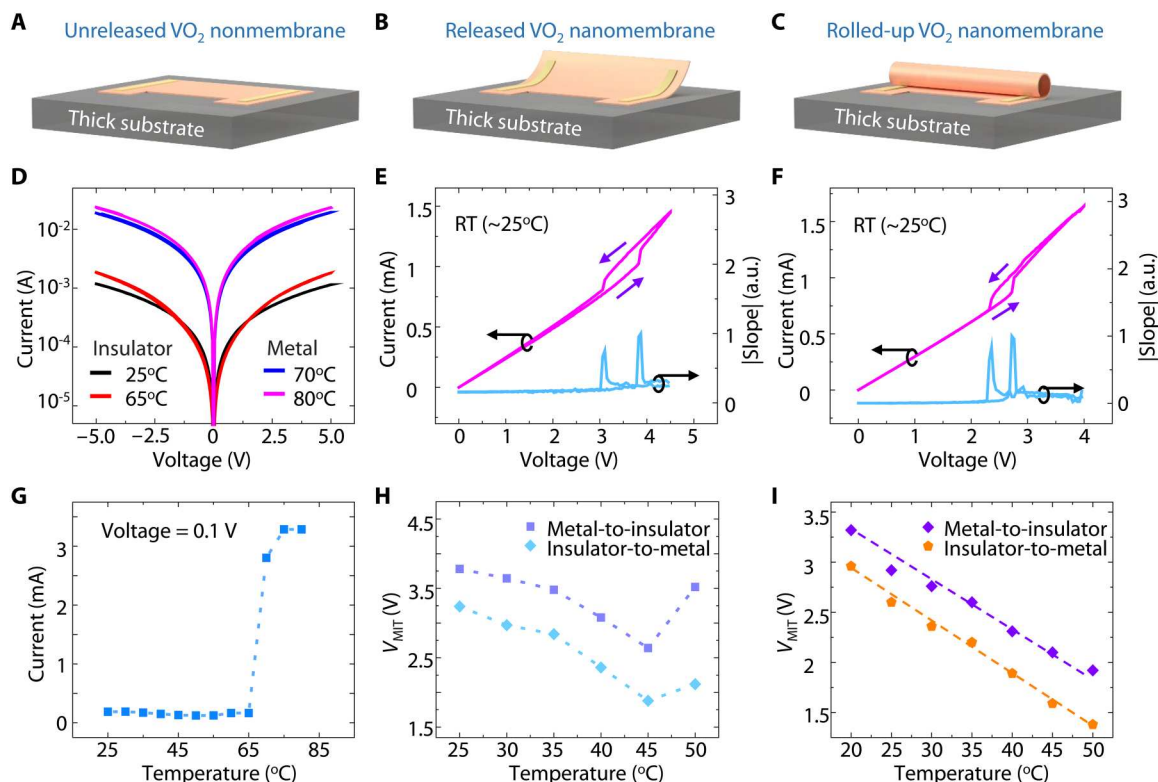 A
Unreleased VO₂ nonmembrane
Thick substrate
B
Released VO₂ nanomembrane
Thick substrate
C
Rolled-up VO₂ nanomembrane
Thick substrate
D
10⁻²
10⁻³
10⁻⁴
10⁻⁵
Current (A)
Insulator
25°C
65°C
Metal
70°C
80°C
−5.0 −2.5 0 2.5 5.0
Voltage (V)
E
RT (~25°C)
1.5
1
0.5
0
Current (mA)
3
2
1
0
|Slope| (a.u.)
0 1 2 3 4 5
Voltage (V)
F
RT (~25°C)
1.5
1.25
0.75
0.5
0.25
0
Current (mA)
3
2
1
0
|Slope| (a.u.)
0 1 2 3 4
Voltage (V)
G
Voltage = 0.1 V
3
2
1
0
Current (mA)
25 45 65 85
Temperature (°C)
H
Metal-to-insulator
Insulator-to-metal
4.5
3.5
2.5
1.5
V_MIT (V)
25 30 35 40 45 50
Temperature (°C)
I
Metal-to-insulator
Insulator-to-metal
3.5
3
2.5
2
1.5
V_MIT (V)
20 25 30 35 40 45 50
Temperature (°C)